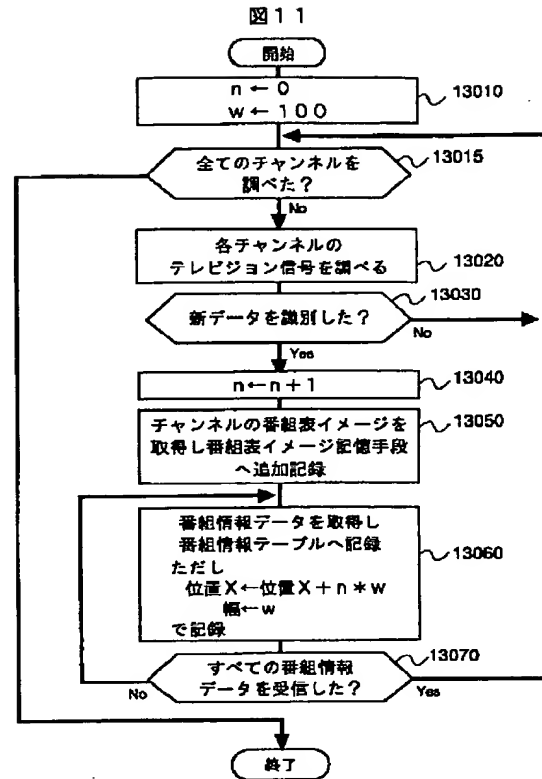 図11
開始
n ← 0
w ← 100
13010
全てのチャンネルを
調べた?
13015
No
各チャンネルの
テレビジョン信号を調べる
13020
新データを識別した?
13030
No
Yes
n←n+1
13040
チャンネルの番組表イメージを
取得し番組表イメージ記憶手段
へ追加記録
13050
番組情報データを取得し
番組情報テーブルへ記録
ただし
位置X←位置X+n*w
幅←w
で記録
13060
すべての番組情報
データを受信した?
13070
No
Yes
終了